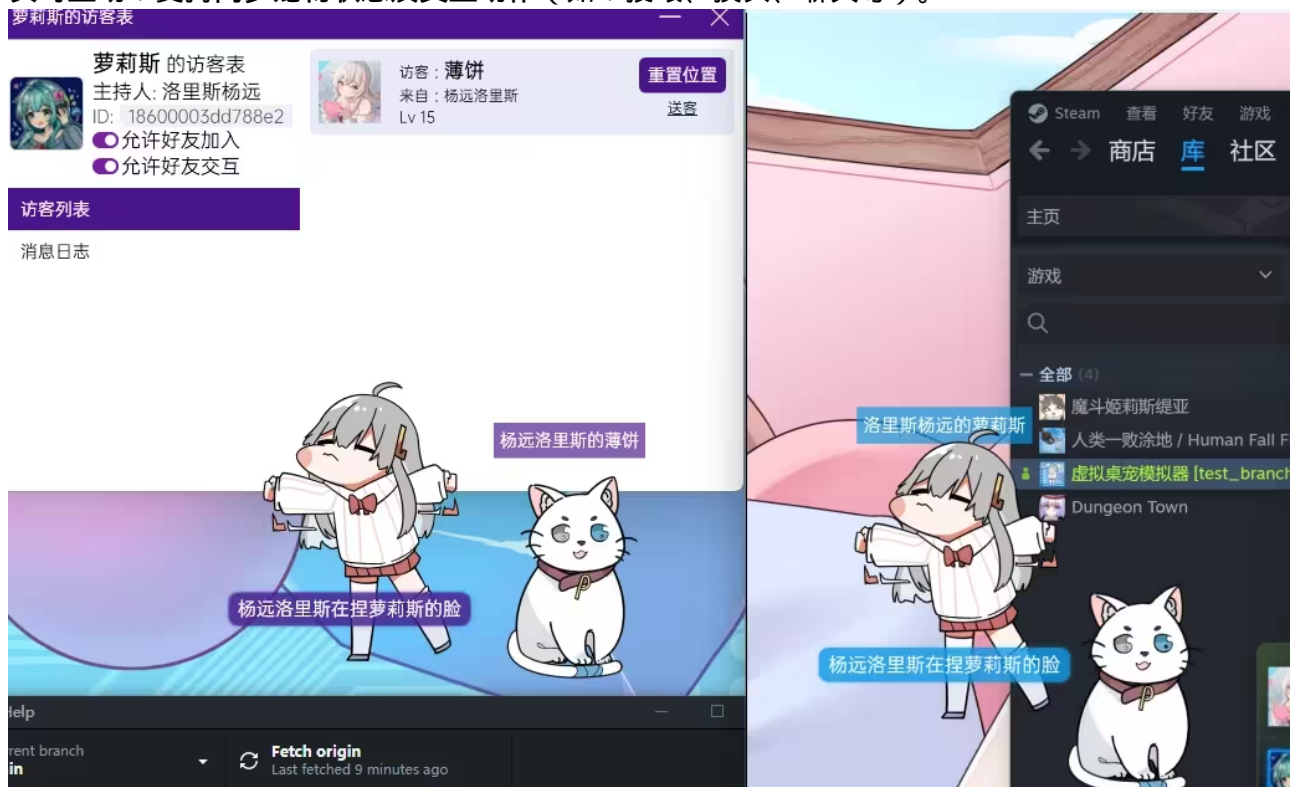 萝莉斯的访客表
萝莉斯 的访客表
主持人: 洛里斯杨远
ID: 18600003dd788e2
允许好友加入
允许好友交互
访客列表
消息日志
访客 : 薄饼
来自 : 杨远洛里斯
Lv 15
重置位置
送客
杨远洛里斯的薄饼
杨远洛里斯在捏萝莉斯的脸
Help
rent branch
in
Fetch origin
Last fetched 9 minutes ago
Steam 查看 好友 游戏
商店 库 社区
主页
游戏
全部 (4)
魔斗姬莉斯缇亚
人类一败涂地 / Human Fall F
虚拟桌宠模拟器 [test_branch
Dungeon Town
洛里斯杨远的萝莉斯
杨远洛里斯在捏萝莉斯的脸